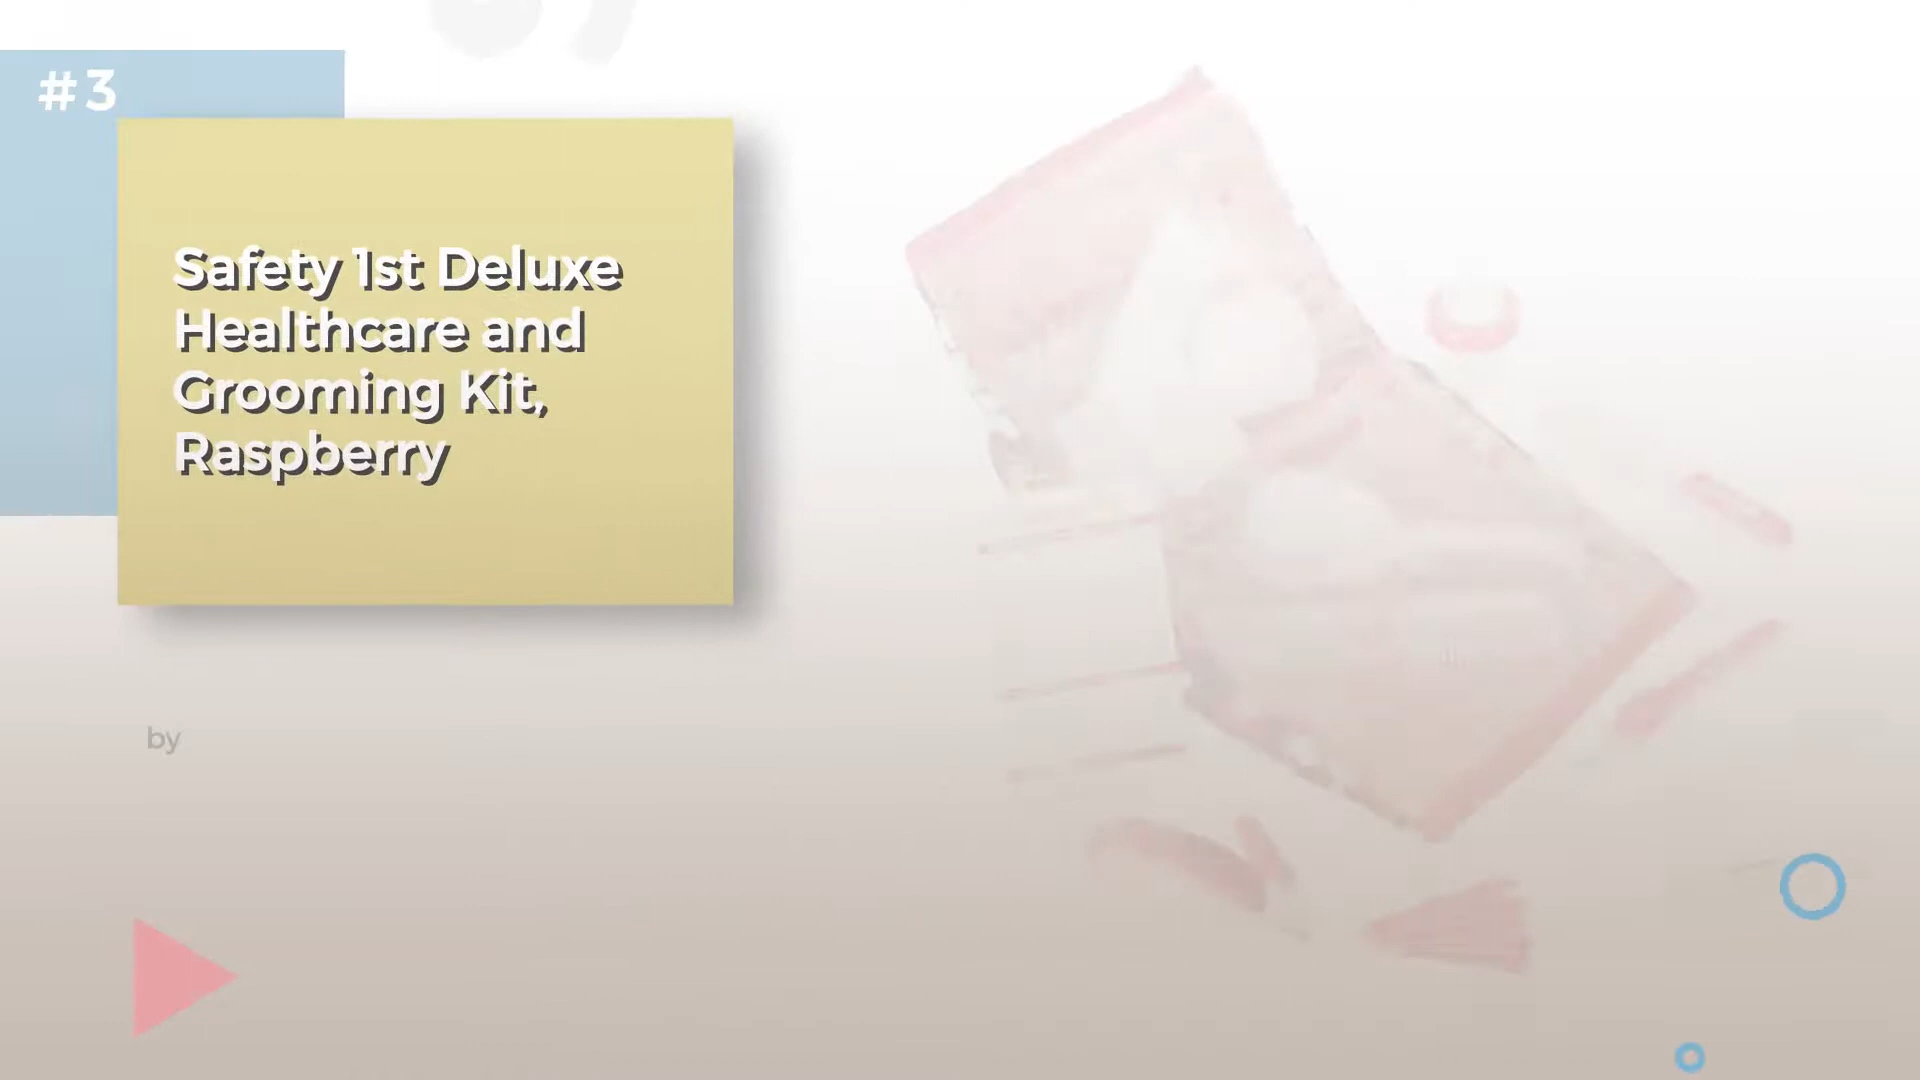 #3
Safety 1st Deluxe
Healthcare and
Grooming Kit,
Raspberry
by